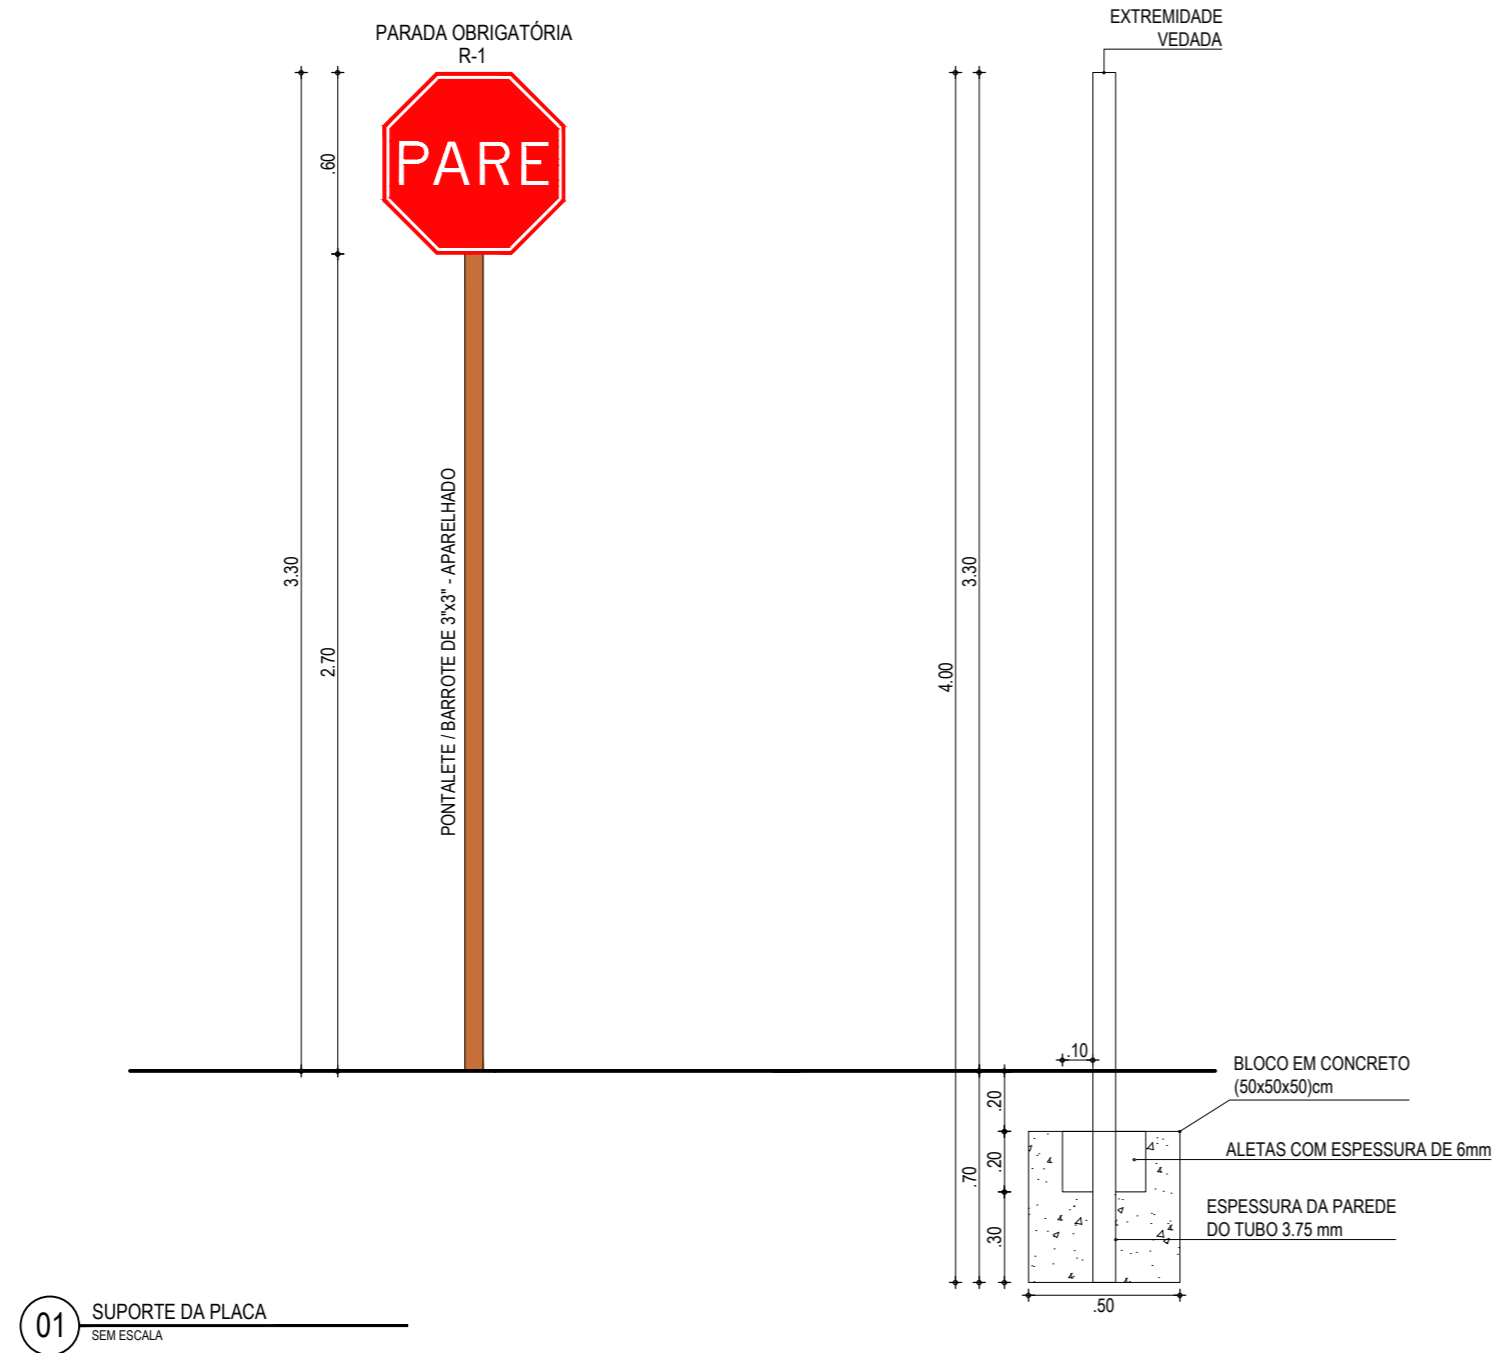 PARADA OBRIGATÓRIA
R-1
PARE
.60
3.30
2.70
PONTALETE / BARROTE DE 3"x3" - APARELHADO
EXTREMIDADE
VEDADA
3.30
4.00
.10
.20
.20
.70
.30
.50
BLOCO EM CONCRETO
(50x50x50)cm
ALETAS COM ESPESSURA DE 6mm
ESPESSURA DA PAREDE
DO TUBO 3.75 mm
01
SUPORTE DA PLACA
SEM ESCALA